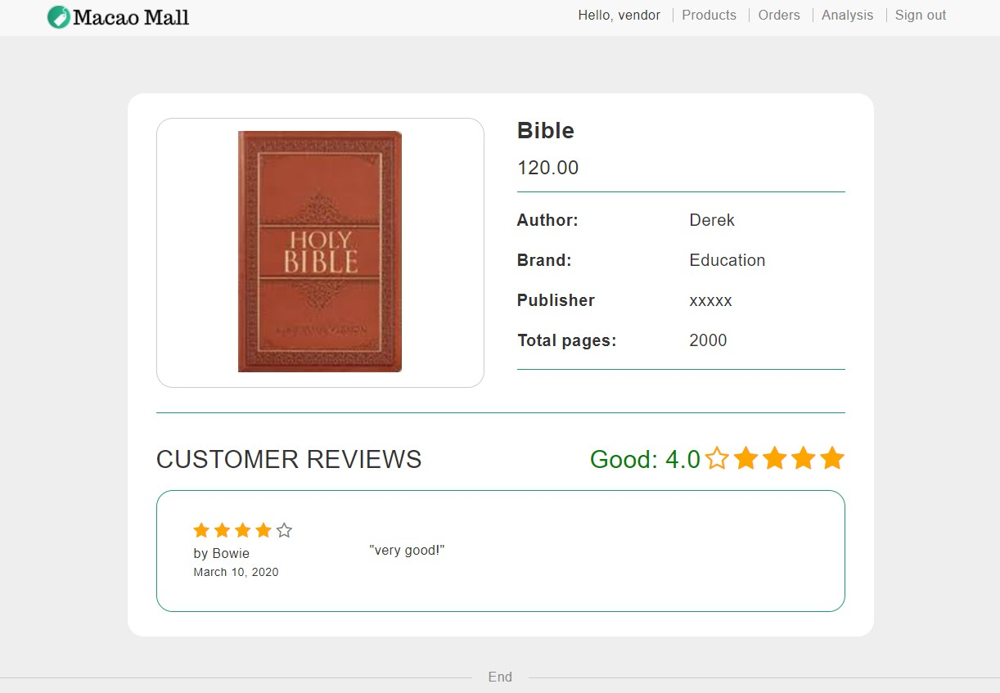 Macao Mall
Hello, vendor Products Orders Analysis Sign out
HOLY
BIBLE
Bible
120.00
Author: Derek
Brand: Education
Publisher xxxxx
Total pages: 2000
CUSTOMER REVIEWS Good: 4.0
by Bowie
"very good!"
March 10, 2020
End